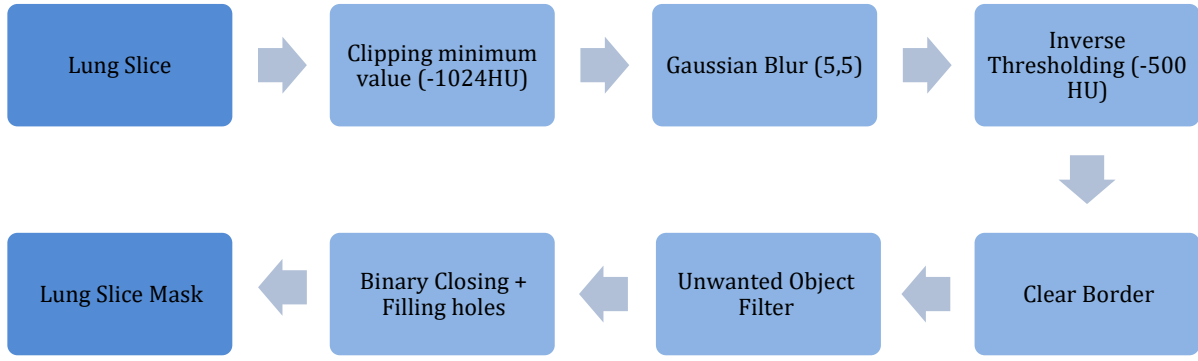 Lung Slice
Clipping minimum
value (-1024HU)
Gaussian Blur (5,5)
Inverse
Thresholding (-500
HU)
Clear Border
Unwanted Object
Filter
Binary Closing +
Filling holes
Lung Slice Mask